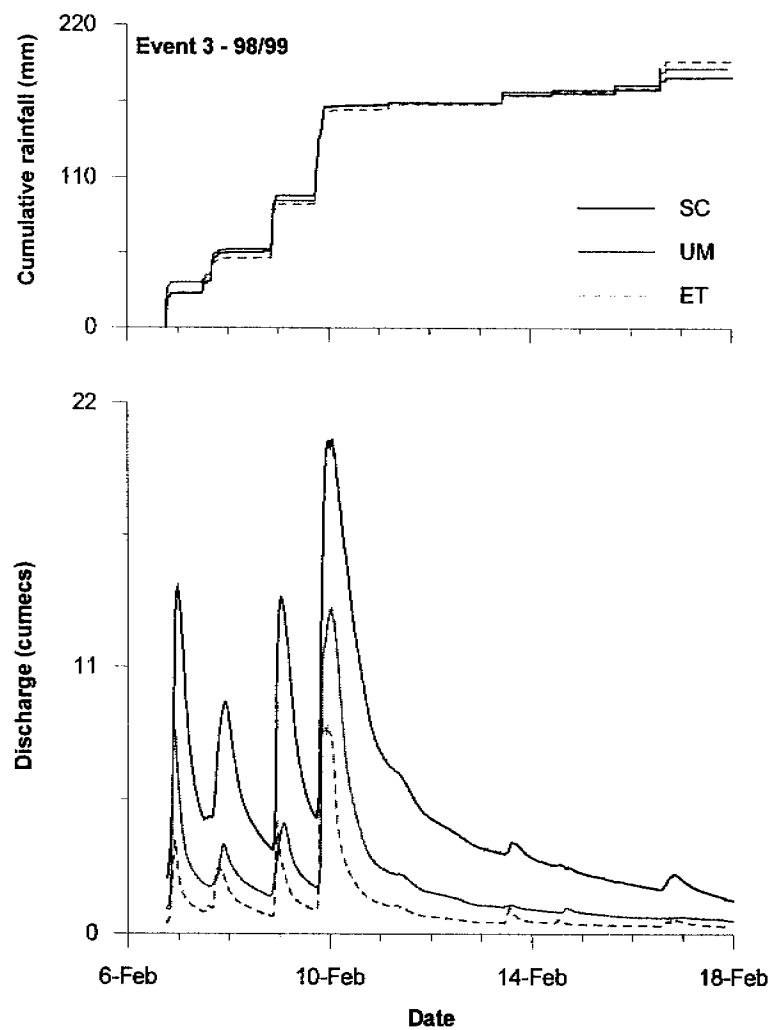 220
Event 3 - 98/99
Cumulative rainfall (mm)
110
0
SC
UM
ET
22
Discharge (cumecs)
11
0
6-Feb
10-Feb
14-Feb
18-Feb
Date